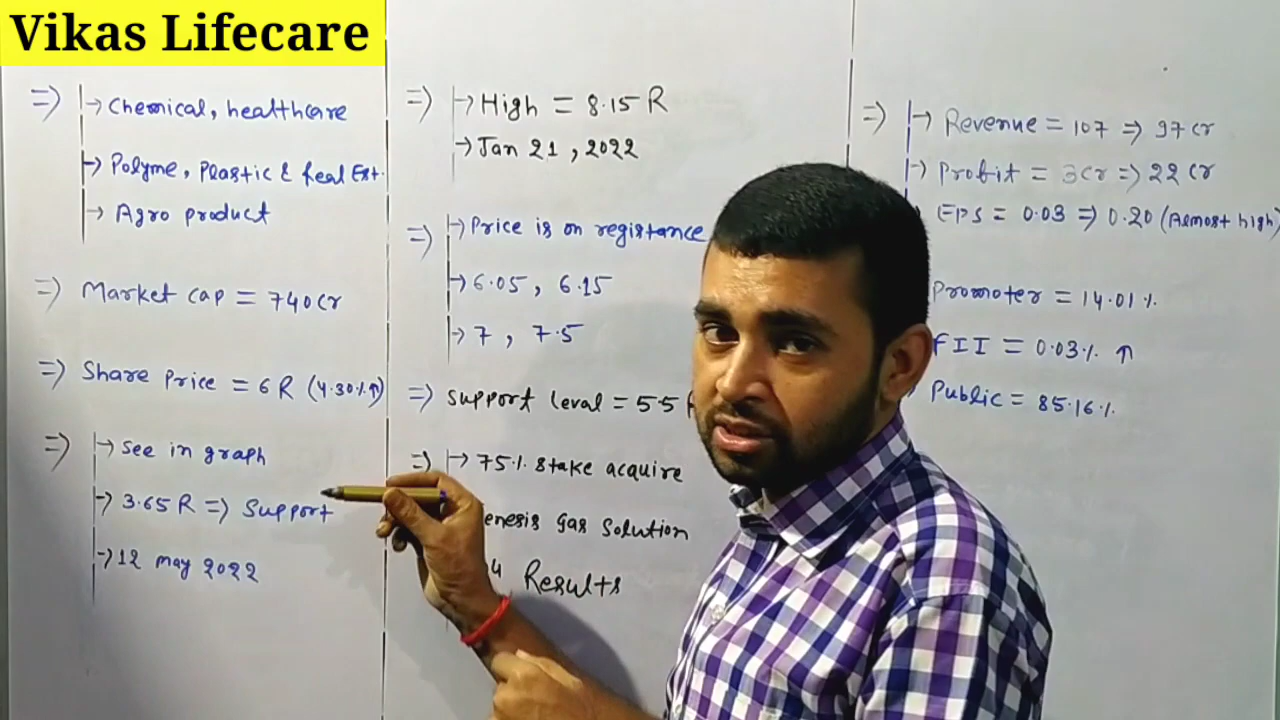 Vikas Lifecare
=> → Chemical, healthcare
→ Polyme, Plastic & Real Est.
→ Agro product
=> Market cap = 740 cr
=> Share Price = 6 R (4.30%↑)
=> → See in graph
→ 3.65 R => Support
→ 12 may 2022
=> → High = 8.15 R
→ Jan 21, 2022
=> → Price is on registance
→ 6.05, 6.15
→ 7, 7.5
=> Support leval = 5.5
=> → 75% stake acquire
enesis Gas Solution
4 Results
=> → Revenue = 107 => 97 cr
→ Profit = 3 cr => 22 cr
EPS = 0.03 => 0.20 (Almost high)
Promoter = 14.01%
FII = 0.03% ↑
Public = 85.16%